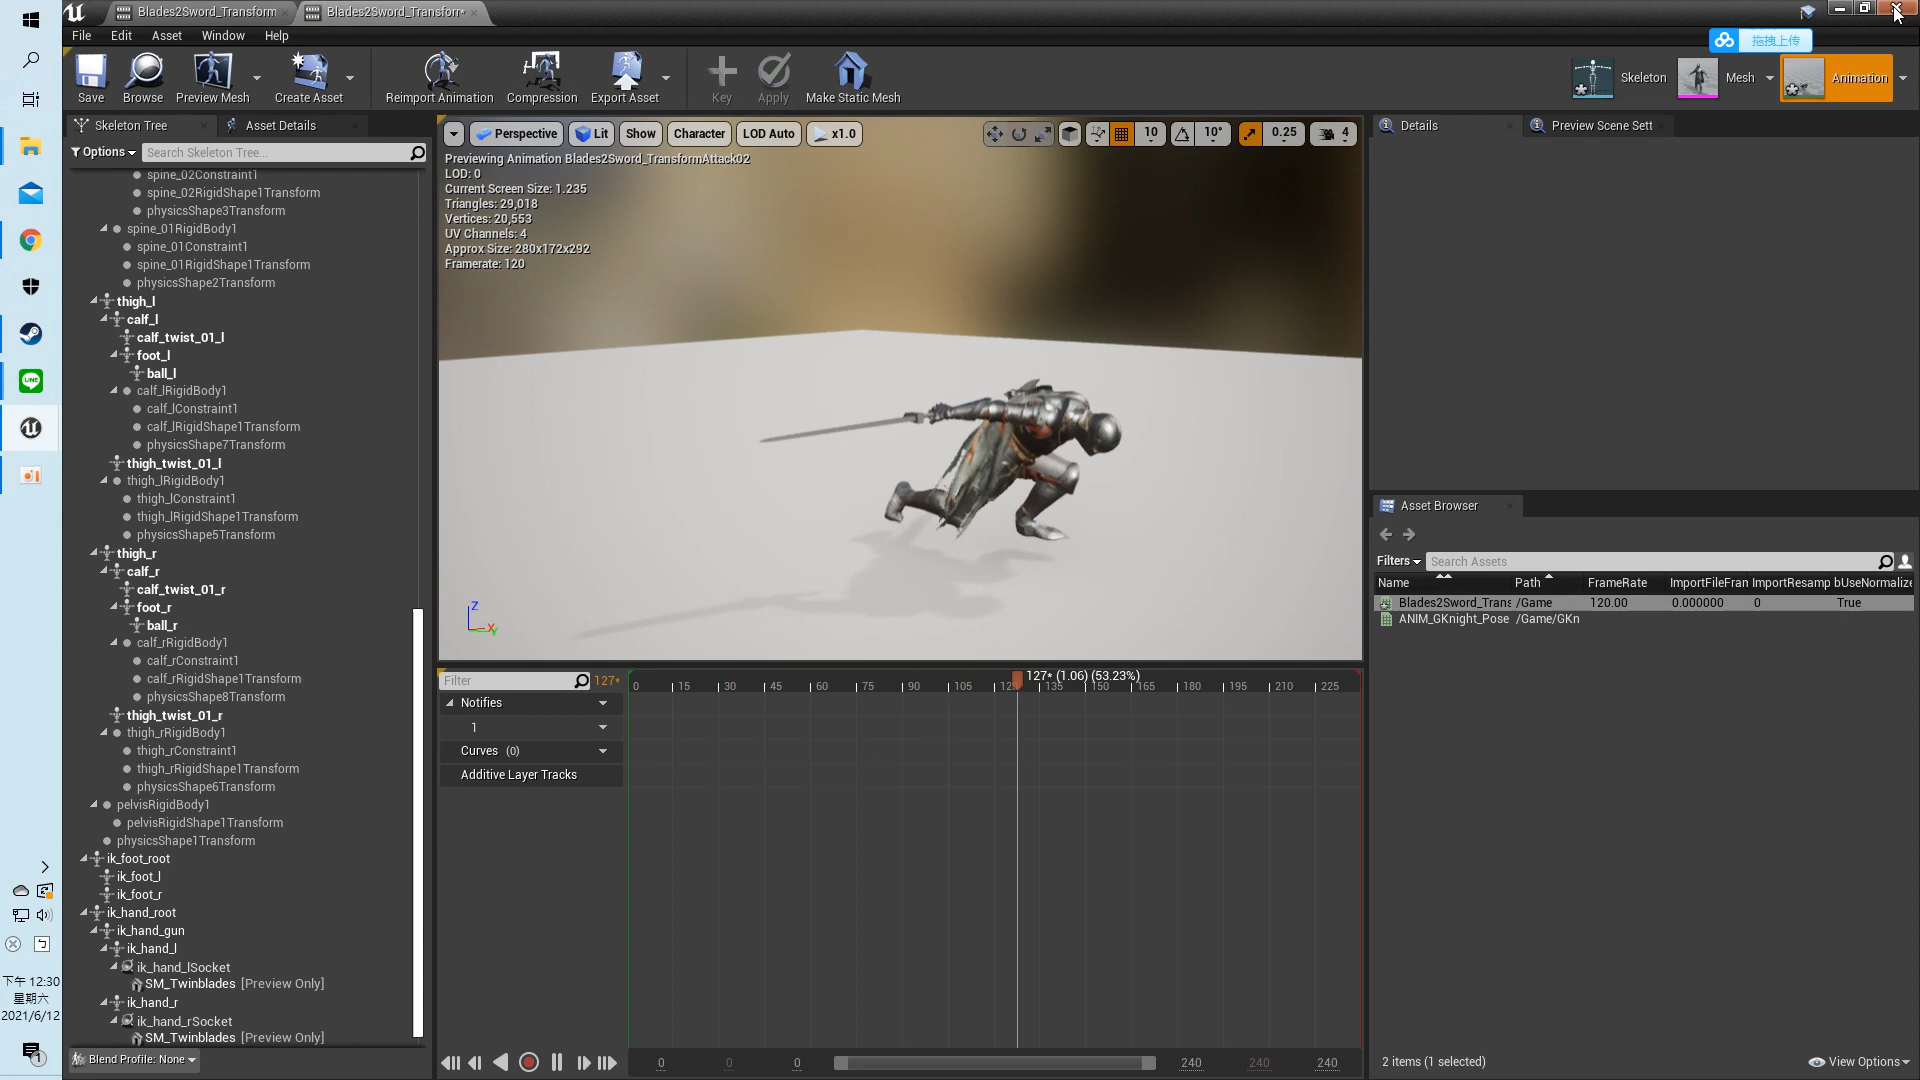 Blades2Sword_Transform
Blades2Sword_Transforr*
File Edit Asset Window Help
拖拽上传
Save Browse Preview Mesh Create Asset Reimport Animation Compression Export Asset Key Apply Make Static Mesh
Skeleton Mesh Animation
Skeleton Tree Asset Details
Options Search Skeleton Tree...
spine_02Constraint1
spine_02RigidShape1Transform
physicsShape3Transform
spine_01RigidBody1
spine_01Constraint1
spine_01RigidShape1Transform
physicsShape2Transform
thigh_l
calf_l
calf_twist_01_l
foot_l
ball_l
calf_lRigidBody1
calf_lConstraint1
calf_lRigidShape1Transform
physicsShape7Transform
thigh_twist_01_l
thigh_lRigidBody1
thigh_lConstraint1
thigh_lRigidShape1Transform
physicsShape5Transform
thigh_r
calf_r
calf_twist_01_r
foot_r
ball_r
calf_rRigidBody1
calf_rConstraint1
calf_rRigidShape1Transform
physicsShape8Transform
thigh_twist_01_r
thigh_rRigidBody1
thigh_rConstraint1
thigh_rRigidShape1Transform
physicsShape6Transform
pelvisRigidBody1
pelvisRigidShape1Transform
physicsShape1Transform
ik_foot_root
ik_foot_l
ik_foot_r
ik_hand_root
ik_hand_gun
ik_hand_l
ik_hand_lSocket
SM_Twinblades [Preview Only]
ik_hand_r
ik_hand_rSocket
SM_Twinblades [Preview Only]
Blend Profile: None
Perspective Lit Show Character LOD Auto x1.0 10 10° 0.25 4
Previewing Animation Blades2Sword_TransformAttack02
LOD: 0
Current Screen Size: 1.235
Triangles: 29,018
Vertices: 20,553
UV Channels: 4
Approx Size: 280x172x292
Framerate: 120
Z
X
Y
Filter 127*
127* (1.06) (53.23%)
0 15 30 45 60 75 90 105 120 135 150 165 180 195 210 225
Notifies
1
Curves (0)
Additive Layer Tracks
0 0 0 240 240 240
Details Preview Scene Sett
Asset Browser
Filters Search Assets
Name Path FrameRate ImportFileFran ImportResamp bUseNormalize
Blades2Sword_Trans /Game 120.00 0.000000 0 True
ANIM_GKnight_Pose /Game/GKn
2 items (1 selected) View Options
LINE
下午 12:30
星期六
2021/6/12
1